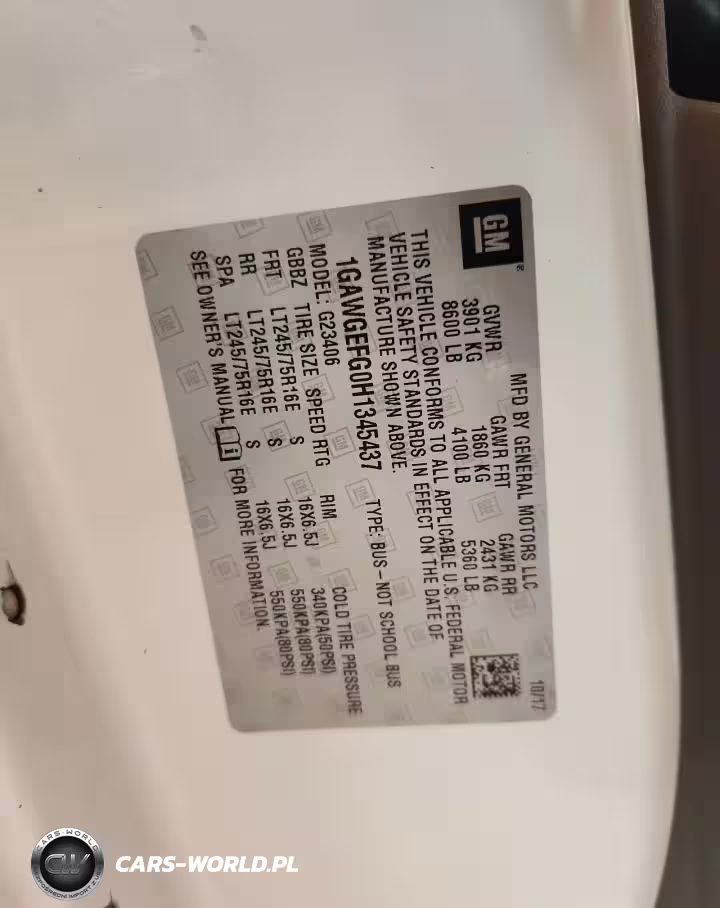 GM
®
MFD BY GENERAL MOTORS LLC
10/17
GVWR GAWR FRT GAWR RR
3901 KG 1860 KG 2431 KG
8600 LB 4100 LB 5360 LB
THIS VEHICLE CONFORMS TO ALL APPLICABLE U.S. FEDERAL MOTOR
VEHICLE SAFETY STANDARDS IN EFFECT ON THE DATE OF
MANUFACTURE SHOWN ABOVE.
1GAWGEFG0H1345437 TYPE: BUS-NOT SCHOOL BUS
MODEL: G23406
GBBZ TIRE SIZE SPEED RTG RIM COLD TIRE PRESSURE
FRT LT245/75R16E S 16X6.5J 340KPA(50PSI)
RR LT245/75R16E S 16X6.5J 550KPA(80PSI)
SPA LT245/75R16E S 16X6.5J 550KPA(80PSI)
SEE OWNER'S MANUAL FOR MORE INFORMATION.
CARS-WORLD
CW
CARS-WORLD.PL